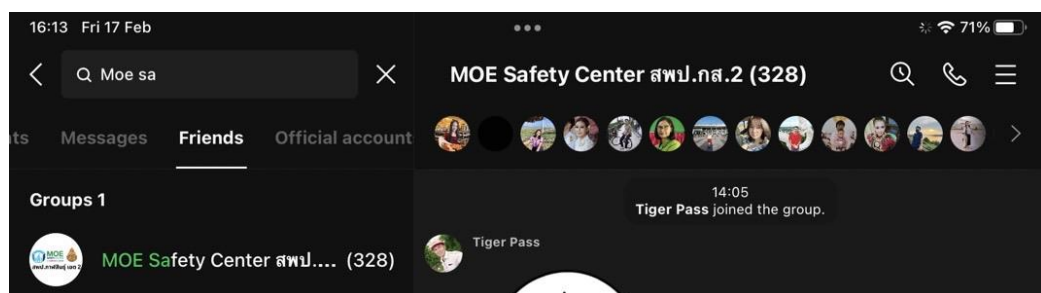 16:13 Fri 17 Feb
71%
Moe sa
ts Messages Friends Official account
Groups 1
MOE
MOE Safety Center สพป.... (328)
MOE Safety Center สพป.กส.2 (328)
14:05
Tiger Pass joined the group.
Tiger Pass